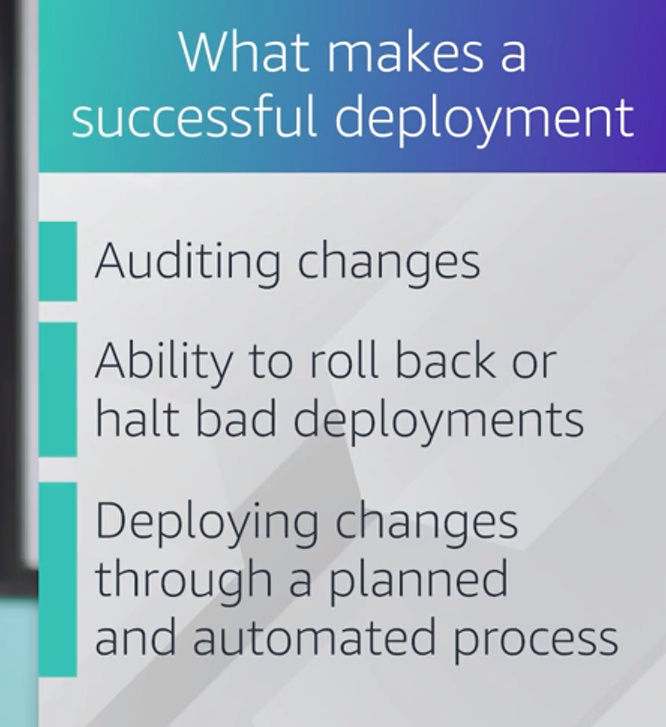 What makes a
successful deployment
Auditing changes
Ability to roll back or
halt bad deployments
Deploying changes
through a planned
and automated process